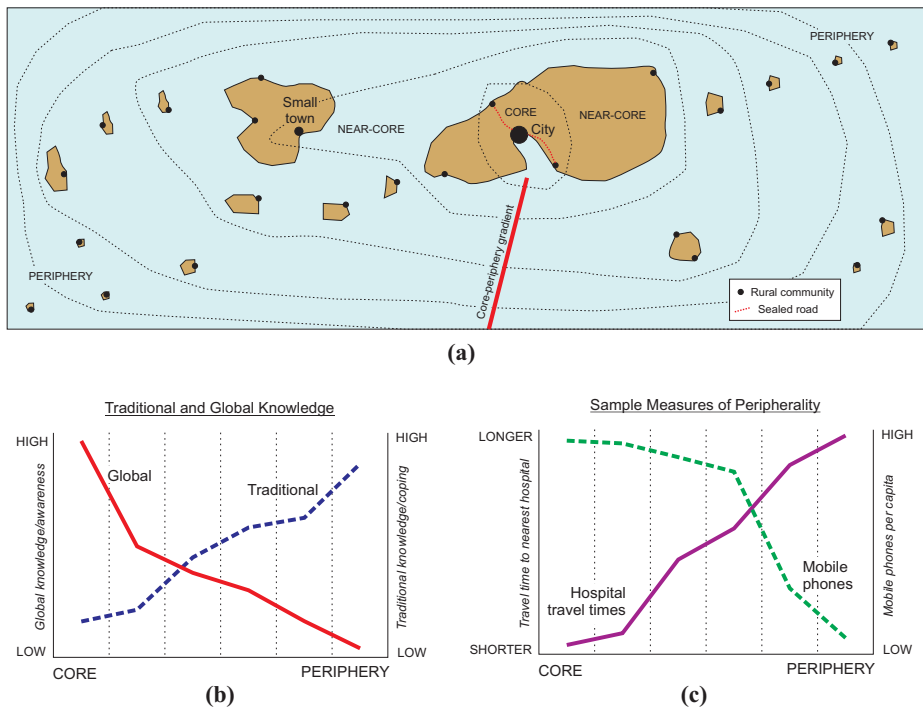 PERIPHERY
Small
town
NEAR-CORE
CORE
City
NEAR-CORE
PERIPHERY
Core-periphery gradient
Rural community
Sealed road
(a)
Traditional and Global Knowledge
HIGH
HIGH
Global
Traditional
Global knowledge/awareness
Traditional knowledge/coping
LOW
LOW
CORE
PERIPHERY
(b)
Sample Measures of Peripherality
LONGER
HIGH
Travel time to nearest hospital
Mobile phones per capita
Hospital
travel times
Mobile
phones
SHORTER
LOW
CORE
PERIPHERY
(c)